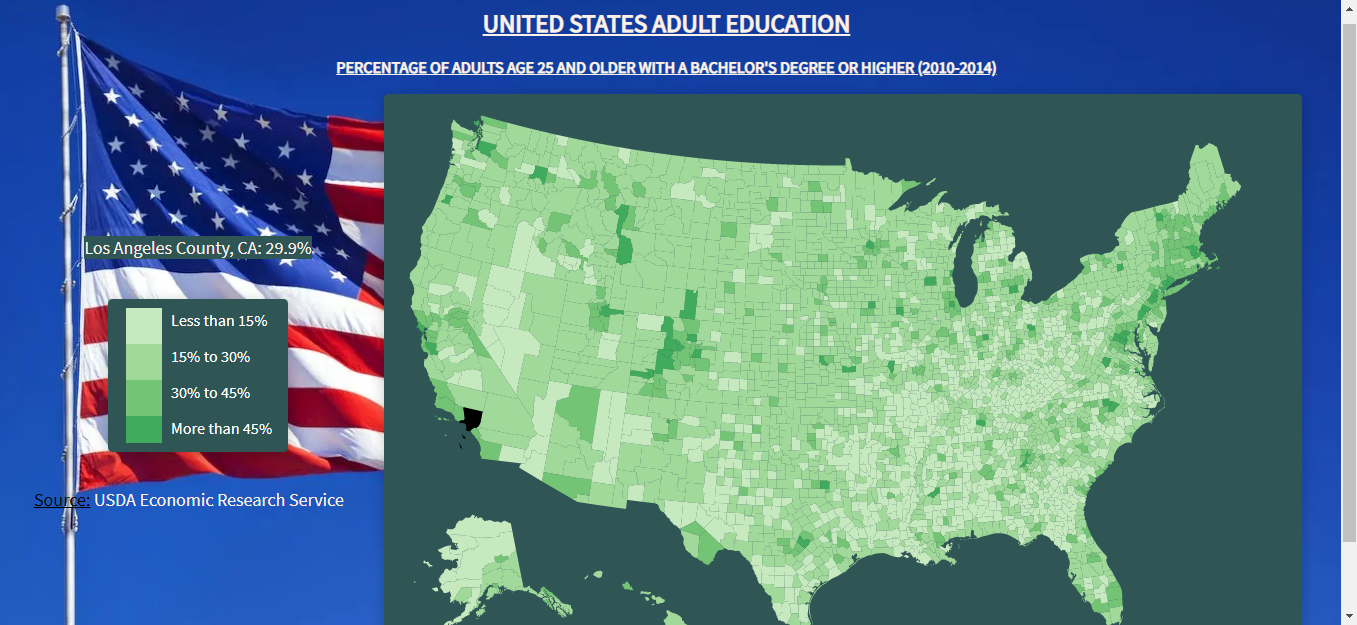 UNITED STATES ADULT EDUCATION
PERCENTAGE OF ADULTS AGE 25 AND OLDER WITH A BACHELOR'S DEGREE OR HIGHER (2010-2014)
Los Angeles County, CA: 29.9%
Less than 15%
15% to 30%
30% to 45%
More than 45%
Source: USDA Economic Research Service